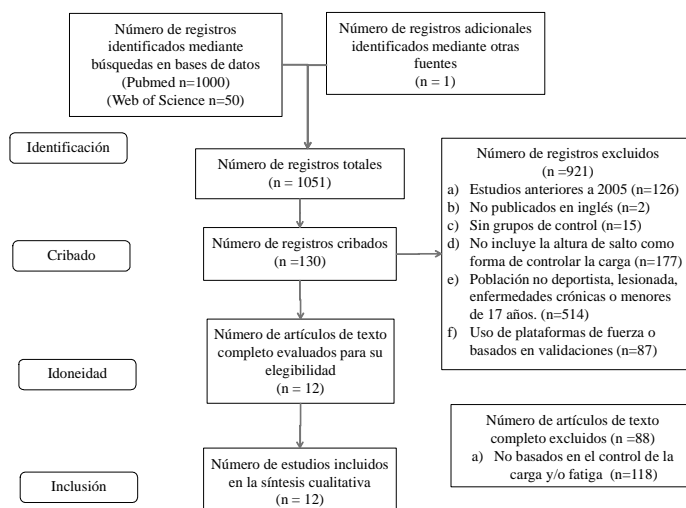 Número de registros
identificados mediante
búsquedas en bases de datos
(Pubmed n=1000)
(Web of Science n=50)
Número de registros adicionales
identificados mediante otras
fuentes
(n = 1)
Identificación
Número de registros totales
(n = 1051)
Número de registros excluidos
(n =921)
a) Estudios anteriores a 2005 (n=126)
b) No publicados en inglés (n=2)
c) Sin grupos de control (n=15)
d) No incluye la altura de salto como
forma de controlar la carga (n=177)
e) Población no deportista, lesionada,
enfermedades crónicas o menores
de 17 años. (n=514)
f) Uso de plataformas de fuerza o
basados en validaciones (n=87)
Cribado
Número de registros cribados
(n =130)
Idoneidad
Número de artículos de texto
completo evaluados para su
elegibilidad
(n = 12)
Número de artículos de texto
completo excluidos (n =88)
a) No basados en el control de la
carga y/o fatiga (n=118)
Inclusión
Número de estudios incluidos
en la síntesis cualitativa
(n = 12)